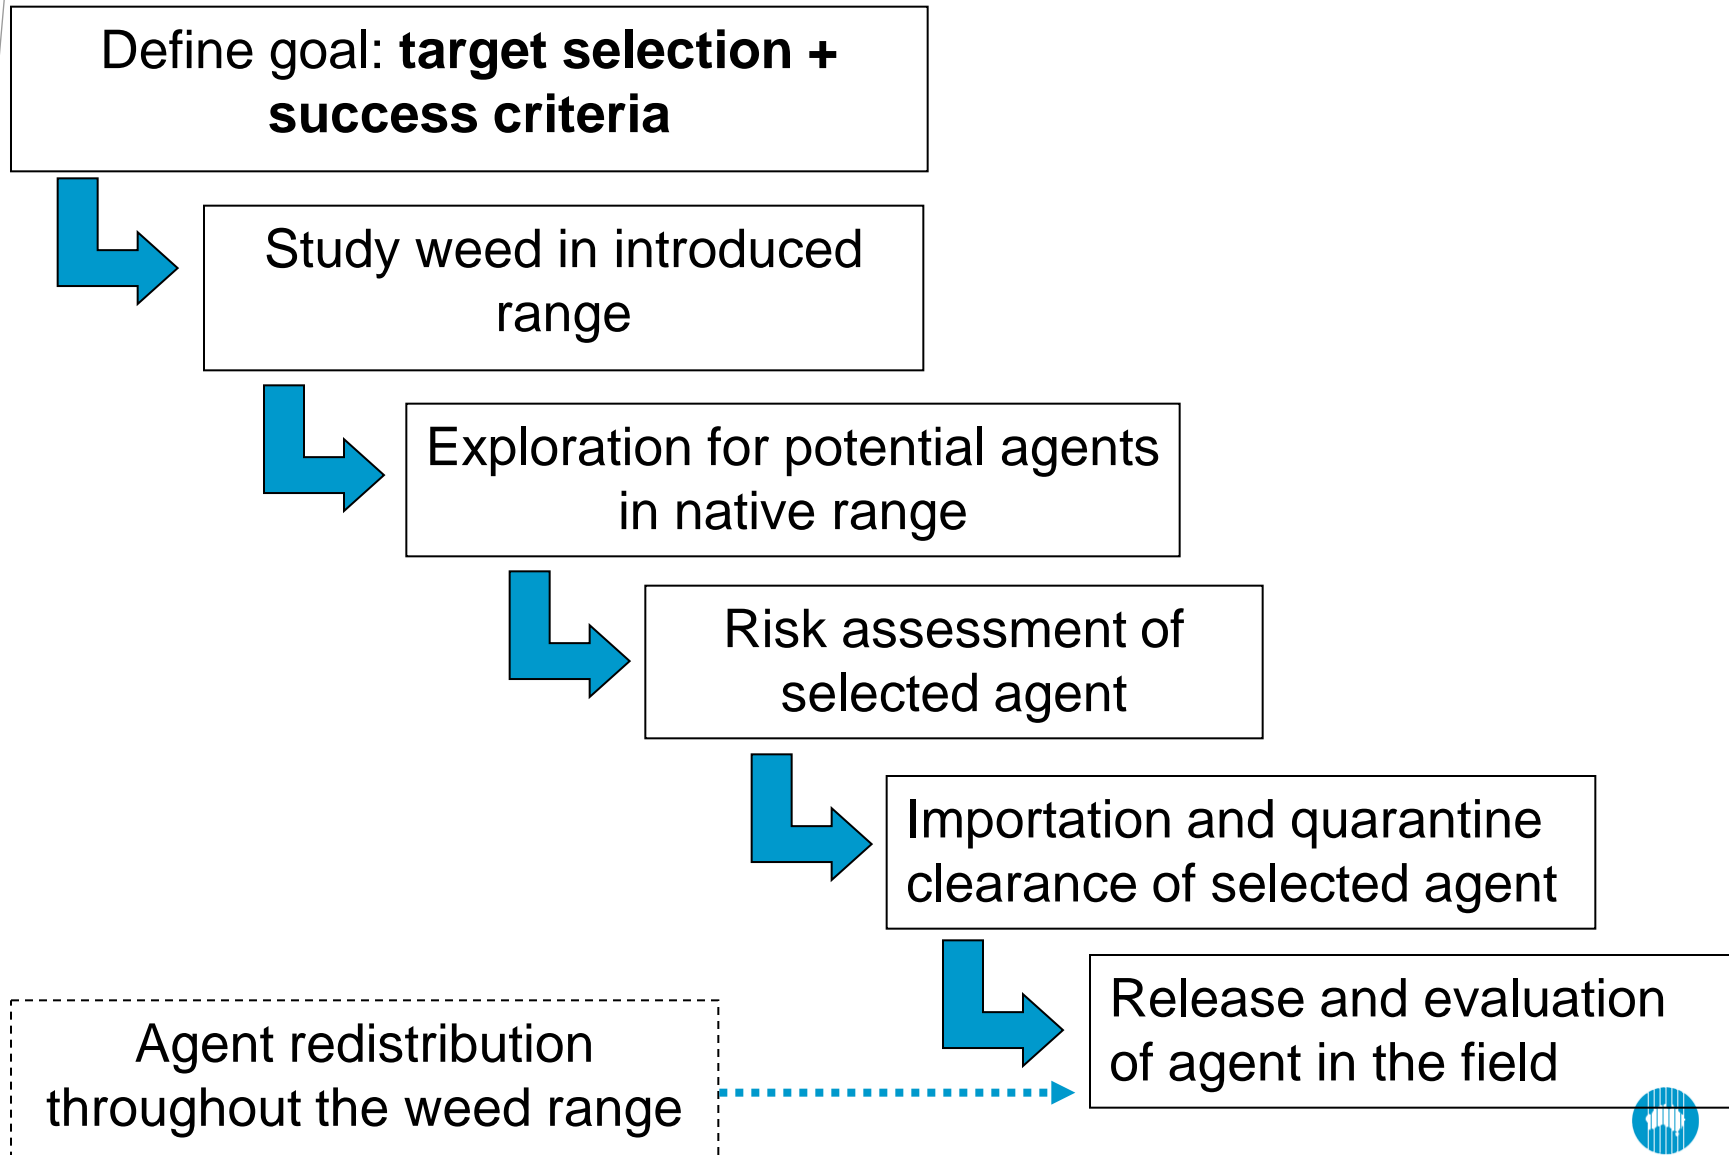 Define goal: target selection +
success criteria
Study weed in introduced
range
Exploration for potential agents
in native range
Risk assessment of
selected agent
Importation and quarantine
clearance of selected agent
Release and evaluation
of agent in the field
Agent redistribution
throughout the weed range